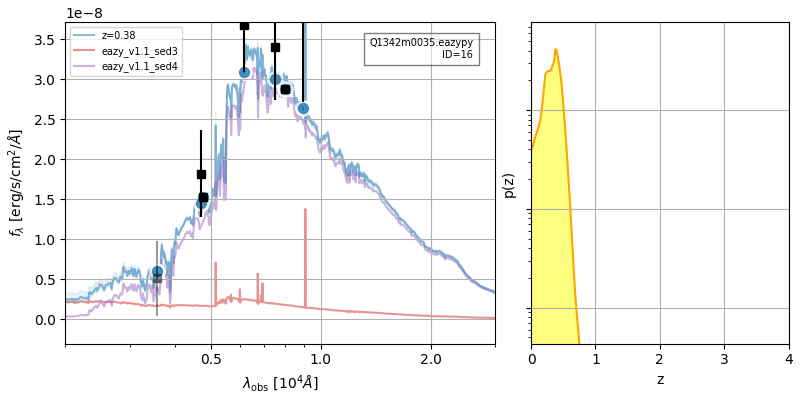 1e−8
z=0.38
eazy_v1.1_sed3
eazy_v1.1_sed4
Q1342m0035.eazypy
ID=16
3.5
3.0
2.5
2.0
1.5
1.0
0.5
0.0
fλ [erg/s/cm²/Å]
0.5
1.0
2.0
λobs [10⁴Å]
p(z)
0
1
2
3
4
z